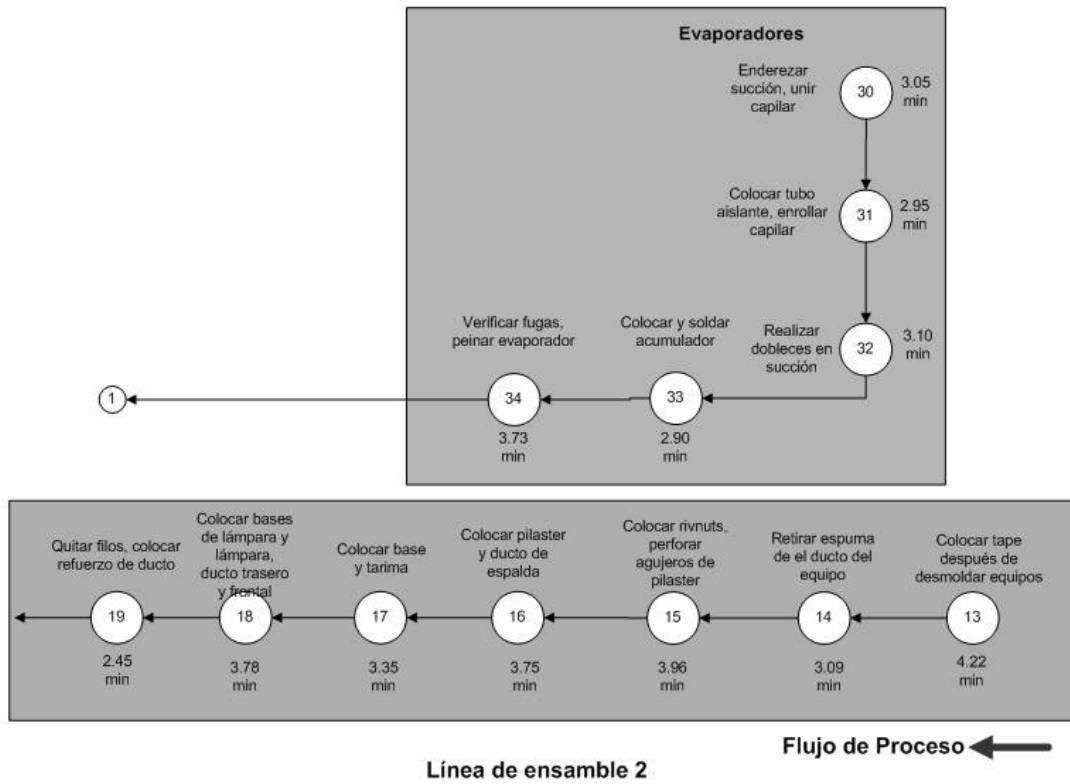 Evaporadores
Enderezar
succión, unir
capilar
30
3.05
min
Colocar tubo
aislante, enrollar
capilar
31
2.95
min
Realizar
dobleces en
succión
32
3.10
min
Colocar y soldar
acumulador
33
2.90
min
Verificar fugas,
peinar evaporador
34
3.73
min
1
Quitar filos, colocar
refuerzo de ducto
19
2.45
min
Colocar bases
de lámpara y
lámpara,
ducto trasero
y frontal
18
3.78
min
Colocar base
y tarima
17
3.35
min
Colocar pilaster
y ducto de
espalda
16
3.75
min
Colocar rivnuts,
perforar
agujeros de
pilaster
15
3.96
min
Retirar espuma
de el ducto del
equipo
14
3.09
min
Colocar tape
después de
desmoldar equipos
13
4.22
min
Flujo de Proceso
Línea de ensamble 2